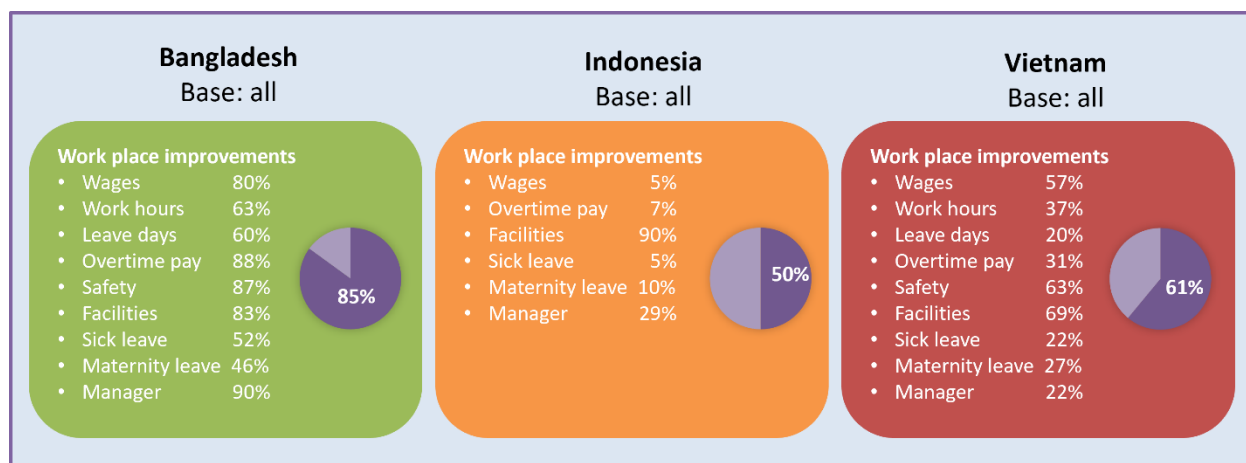 Bangladesh
Base: all
Work place improvements
• Wages 80%
• Work hours 63%
• Leave days 60%
• Overtime pay 88%
• Safety 87%
• Facilities 83%
• Sick leave 52%
• Maternity leave 46%
• Manager 90%
85%
Indonesia
Base: all
Work place improvements
• Wages 5%
• Overtime pay 7%
• Facilities 90%
• Sick leave 5%
• Maternity leave 10%
• Manager 29%
50%
Vietnam
Base: all
Work place improvements
• Wages 57%
• Work hours 37%
• Leave days 20%
• Overtime pay 31%
• Safety 63%
• Facilities 69%
• Sick leave 22%
• Maternity leave 27%
• Manager 22%
61%